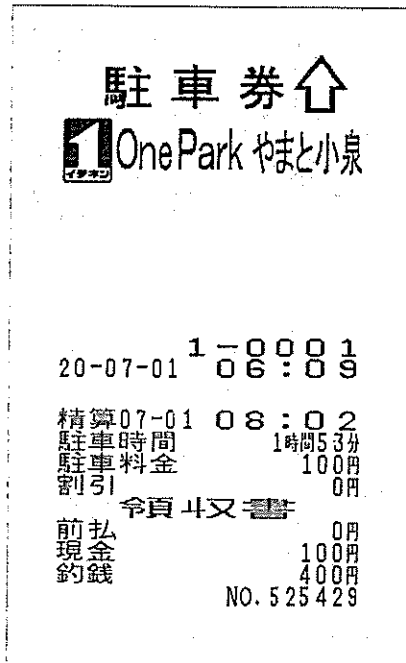 駐車券
1 イチネン OnePark やまと小泉
1-0001
20-07-01 06:09
精算07-01 08:02
駐車時間 1時間53分
駐車料金 100円
割引 0円
領収書
前払 0円
現金 100円
釣銭 400円
NO.525429